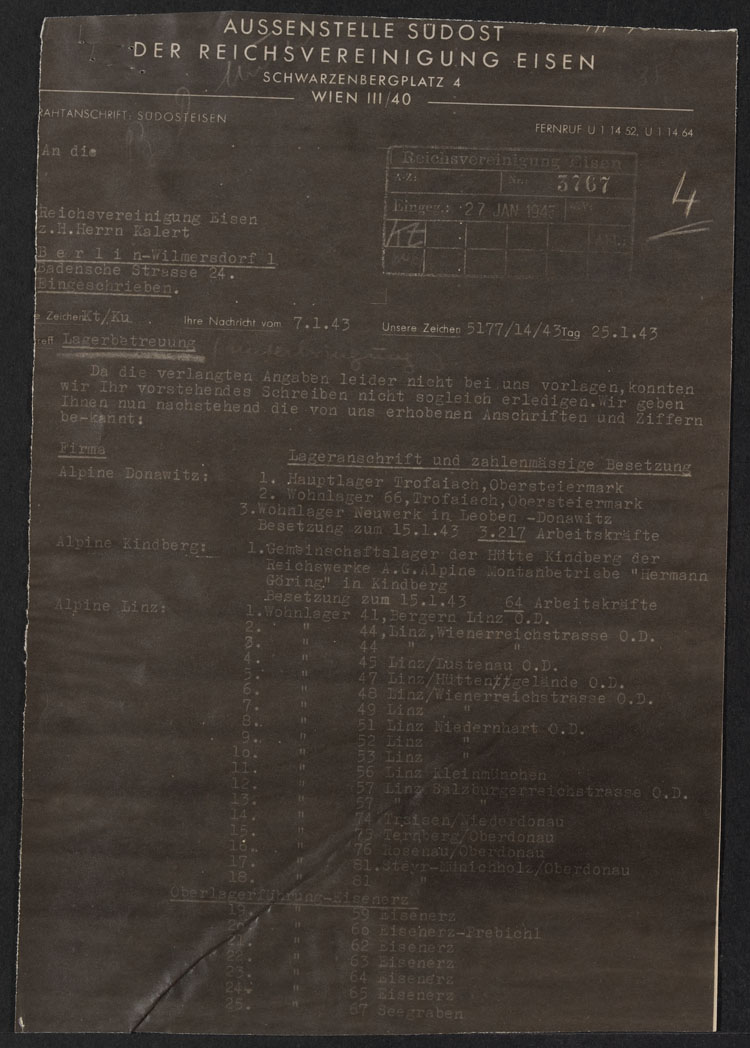 AUSSENSTELLE SÜDOST
DER REICHSVEREINIGUNG EISEN
SCHWARZENBERGPLATZ 4
WIEN III/40
RAHTANSCHRIFT: SÜDOSTEISEN
FERNRUF U 1 14 52, U 1 14 64
An die
Reichsvereinigung Eisen
Nr. 3767
Eingeg.: 27 JAN 1943
4
Reichsvereinigung Eisen
z.H.Herrn Kalert
B e r l i n-Wilmersdorf 1
Badensche Strasse 24.
Eingeschrieben.
Zeichen Kt/Ku Ihre Nachricht vom 7.1.43 Unsere Zeichen 5177/14/43 Tag 25.1.43
reff Lagerbetreuung
Da die verlangten Angaben leider nicht bei uns vorlagen,konnten
wir Ihr vorstehendes Schreiben nicht sogleich erledigen.Wir geben
Ihnen nun nachstehend die von uns erhobenen Anschriften und Ziffern
be-kannt:
Firma Lageranschrift und zahlenmässige Besetzung
Alpine Donawitz: 1. Hauptlager Trofaiach,Obersteiermark
2. Wohnlager 66,Trofaiach,Obersteiermark
3.Wohnlager Neuwerk in Leoben -Donawitz
Besetzung zum 15.1.43 3.217 Arbeitskräfte
Alpine Kindberg: 1.Gemeinschaftslager der Hütte Kindberg der
Reichswerke A.G.Alpine Montanbetriebe "Hermann
Göring" in Kindberg
Besetzung zum 15.1.43 64 Arbeitskräfte
Alpine Linz: 1.Wohnlager 41,Bergern Linz O.D.
2. " 44,Linz,Wienerreichstrasse O.D.
3. " 44 " "
4. " 45 Linz/Lustenau O.D.
5. " 47 Linz/Hüttengelände O.D.
6. " 48 Linz/Wienerreichstrasse O.D.
7. " 49 Linz "
8. " 51 Linz Niedernhart O.D.
9. " 52 Linz "
10. " 53 Linz "
11. " 56 Linz Kleinmünchen
12. " 57 Linz Salzburgerreichstrasse O.D.
13. " 57 " "
14. " 74 Traisen/Niederdonau
15. " 75 Ternberg/Oberdonau
16. " 76 Rosenau/Oberdonau
17. " 81.Steyr-Münichholz/Oberdonau
18. " 81 "
Oberlagerführung-Eisenerz
19. " 59 Eisenerz
20. " 60 Eisenerz-Prebichl
21. " 62 Eisenerz
22. " 63 Eisenerz
23. " 64 Eisenerz
24. " 65 Eisenerz
25. " 67 Seegraben